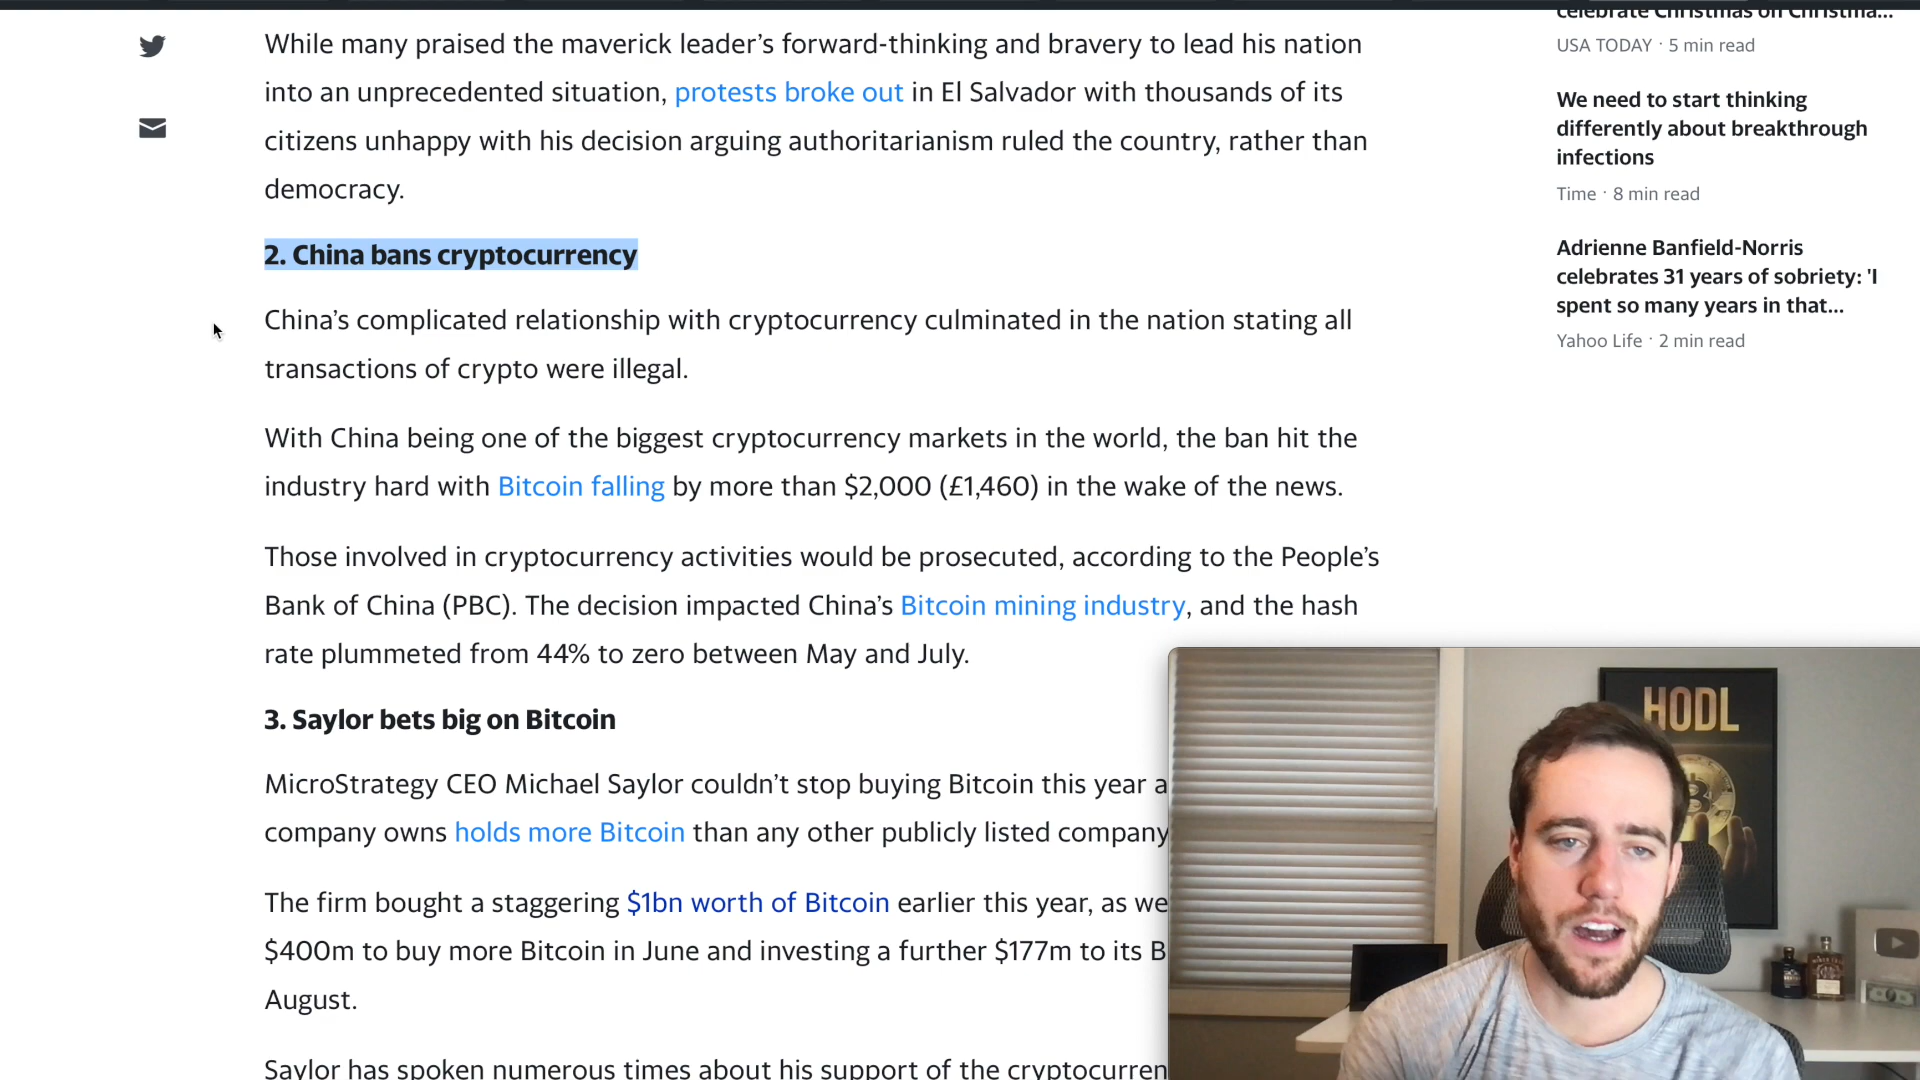 While many praised the maverick leader’s forward-thinking and bravery to lead his nation
into an unprecedented situation, protests broke out in El Salvador with thousands of its
citizens unhappy with his decision arguing authoritarianism ruled the country, rather than
democracy.
2. China bans cryptocurrency
China’s complicated relationship with cryptocurrency culminated in the nation stating all
transactions of crypto were illegal.
With China being one of the biggest cryptocurrency markets in the world, the ban hit the
industry hard with Bitcoin falling by more than $2,000 (£1,460) in the wake of the news.
Those involved in cryptocurrency activities would be prosecuted, according to the People’s
Bank of China (PBC). The decision impacted China’s Bitcoin mining industry, and the hash
rate plummeted from 44% to zero between May and July.
3. Saylor bets big on Bitcoin
MicroStrategy CEO Michael Saylor couldn’t stop buying Bitcoin this year a
company owns holds more Bitcoin than any other publicly listed company
The firm bought a staggering $1bn worth of Bitcoin earlier this year, as we
$400m to buy more Bitcoin in June and investing a further $177m to its B
August.
Saylor has spoken numerous times about his support of the cryptocurren
celebrate Christmas on Christma...
USA TODAY · 5 min read
We need to start thinking
differently about breakthrough
infections
Time · 8 min read
Adrienne Banfield-Norris
celebrates 31 years of sobriety: 'I
spent so many years in that...
Yahoo Life · 2 min read
HODL